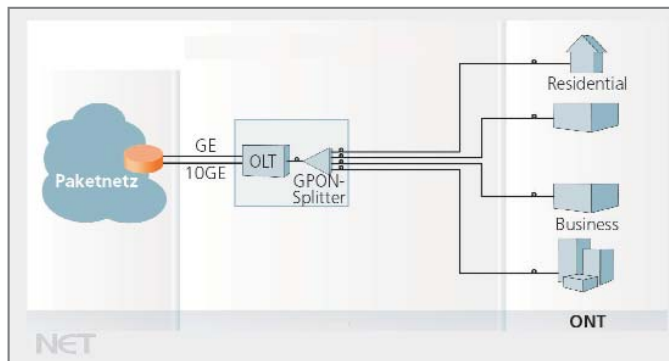 Residential
GE
OLT
10GE
Paketnetz
GPON-
Splitter
Business
ONT
NET